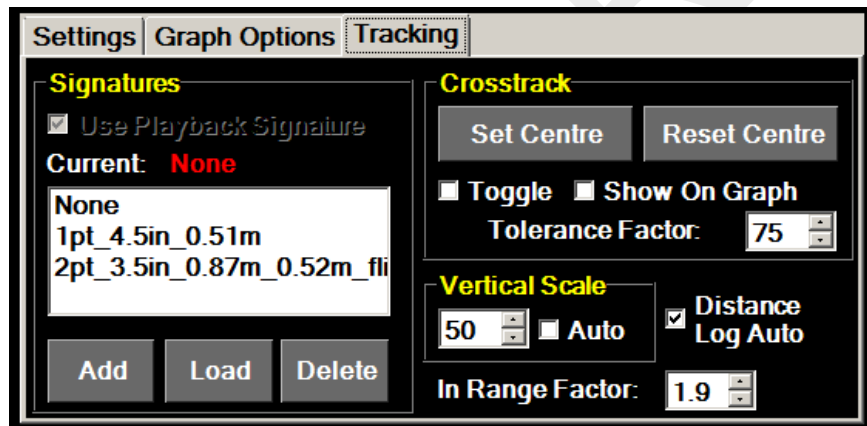 Settings Graph Options Tracking
Signatures
Use Playback Signature
Current: None
None
1pt_4.5in_0.51m
2pt_3.5in_0.87m_0.52m_fli
Add Load Delete
Crosstrack
Set Centre Reset Centre
Toggle Show On Graph
Tolerance Factor: 75
Vertical Scale
50 Auto
Distance
Log Auto
In Range Factor: 1.9